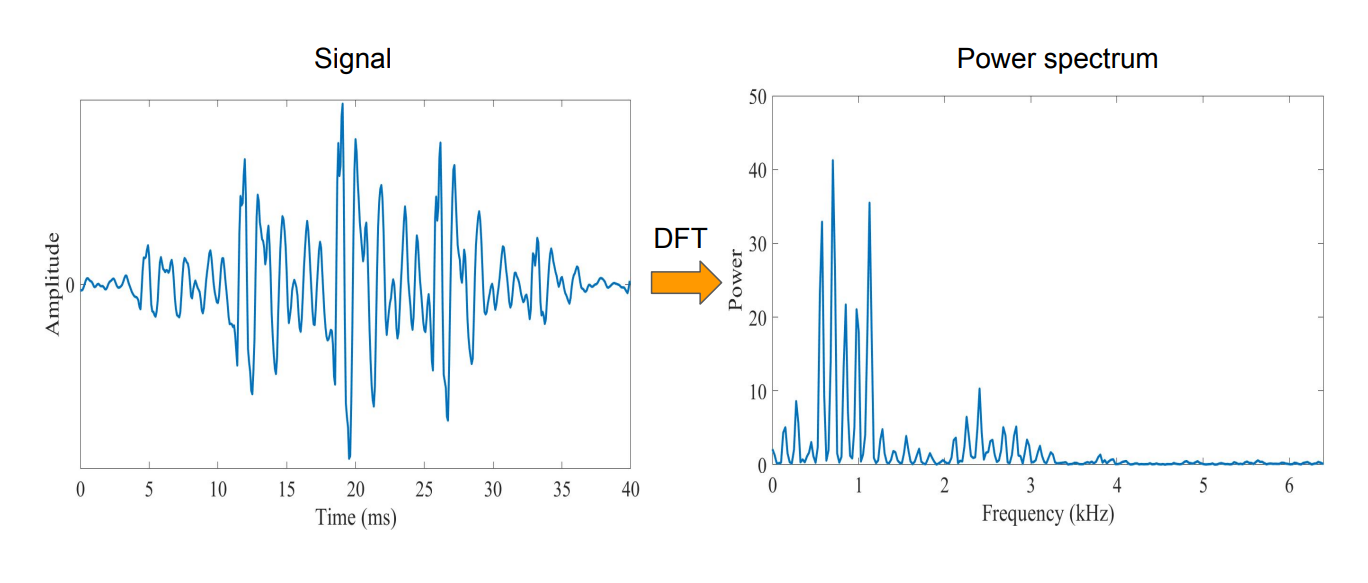 Signal
Amplitude
0
0 5 10 15 20 25 30 35 40
Time (ms)
DFT
Power spectrum
Power
50
40
30
20
10
0
0 1 2 3 4 5 6
Frequency (kHz)